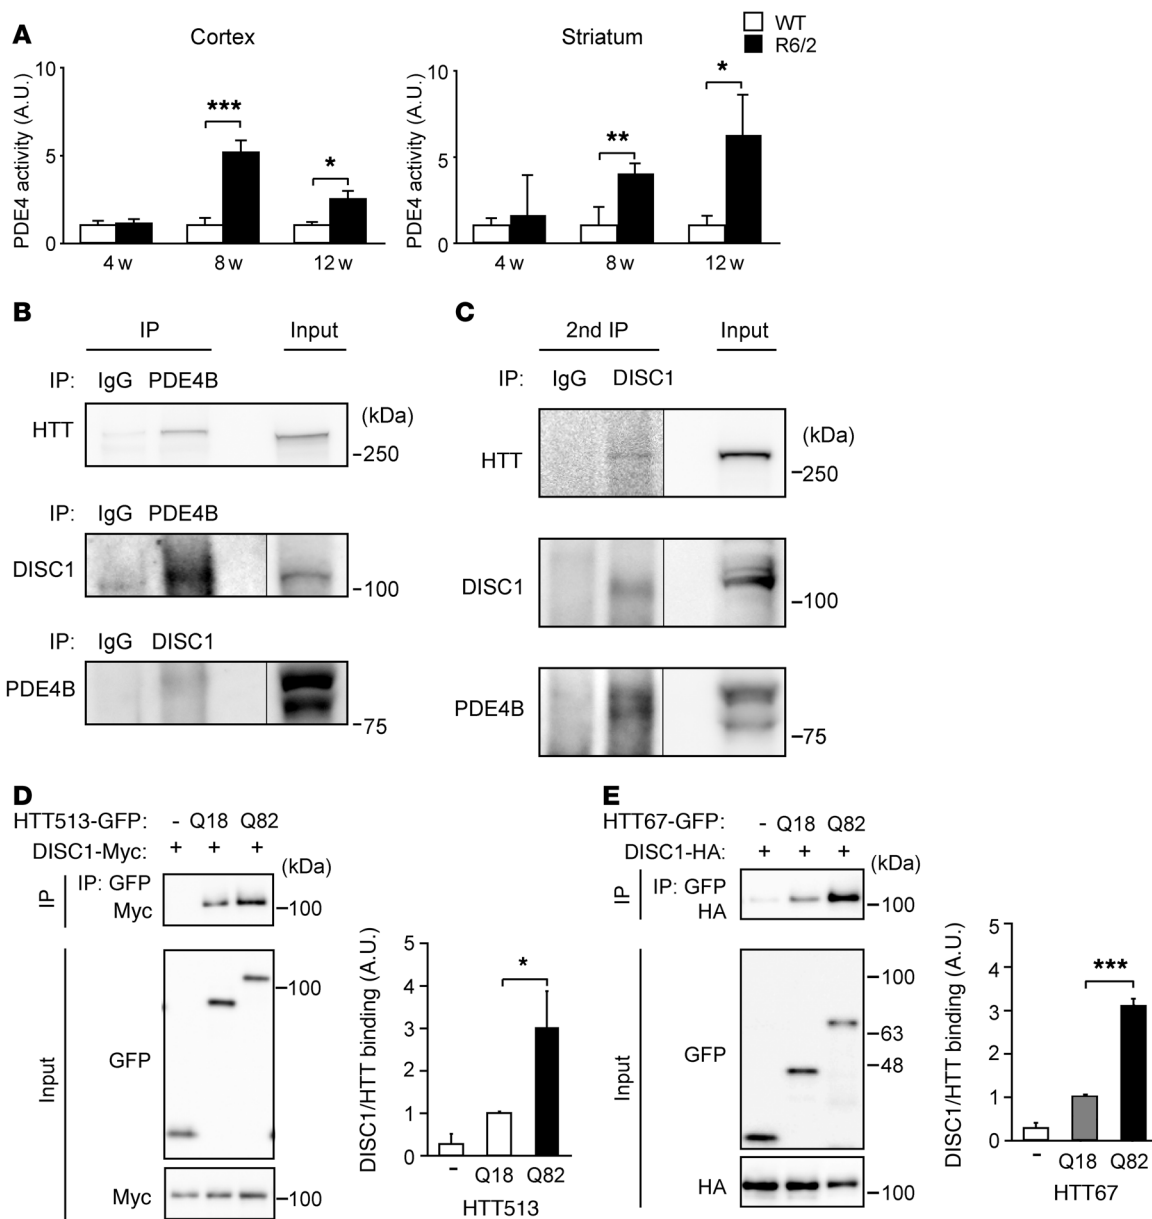 A
Cortex
Striatum
WT
R6/2
PDE4 activity (A.U.)
10
5
0
***
*
4 w
8 w
12 w
PDE4 activity (A.U.)
10
5
0
**
*
4 w
8 w
12 w
B
IP
Input
IP: IgG PDE4B
HTT
(kDa)
–250
IP: IgG PDE4B
DISC1
–100
IP: IgG DISC1
PDE4B
–75
C
2nd IP
Input
IP: IgG DISC1
HTT
(kDa)
–250
DISC1
–100
PDE4B
–75
D
HTT513-GFP: - Q18 Q82
DISC1-Myc: + + +
(kDa)
IP
IP: GFP
Myc
–100
Input
GFP
–100
Myc
–100
DISC1/HTT binding (A.U.)
5
4
3
2
1
0
*
- Q18 Q82
HTT513
E
HTT67-GFP: - Q18 Q82
DISC1-HA: + + +
(kDa)
IP
IP: GFP
HA
–100
Input
GFP
–100
–63
–48
HA
–100
DISC1/HTT binding (A.U.)
5
4
3
2
1
0
***
- Q18 Q82
HTT67